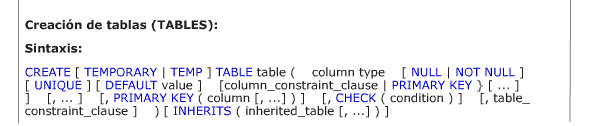 Creación de tablas (TABLES):
Sintaxis:
CREATE [ TEMPORARY | TEMP ] TABLE table (    column type    [ NULL | NOT NULL ]
[ UNIQUE ] [ DEFAULT value ]    [column_constraint_clause | PRIMARY KEY } [ ... ]
]    [, ... ]    [, PRIMARY KEY ( column [, ...] ) ]    [, CHECK ( condition ) ]    [, table_
constraint_clause ]    ) [ INHERITS ( inherited_table [, ...] ) ]